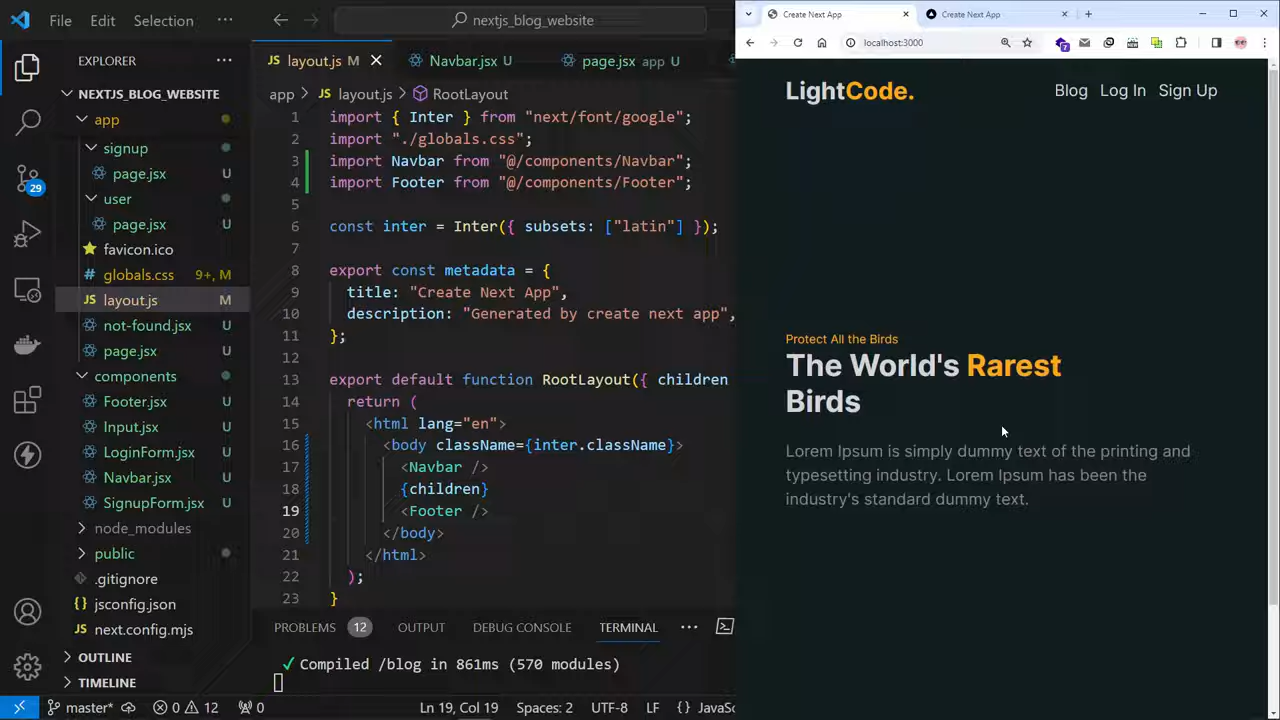 File Edit Selection ···
nextjs_blog_website
EXPLORER ···
NEXTJS_BLOG_WEBSITE
app
signup
page.jsx U
user
page.jsx U
favicon.ico
# globals.css 9+, M
JS layout.js M
not-found.jsx U
page.jsx U
components
Footer.jsx U
Input.jsx U
LoginForm.jsx U
Navbar.jsx U
SignupForm.jsx U
node_modules
public
.gitignore
{} jsconfig.json
JS next.config.mjs
OUTLINE
TIMELINE
29
JS layout.js M
Navbar.jsx U
page.jsx app U
app > JS layout.js > RootLayout
1 import { Inter } from "next/font/google";
2 import "./globals.css";
3 import Navbar from "@/components/Navbar";
4 import Footer from "@/components/Footer";
5
6 const inter = Inter({ subsets: ["latin"] });
7
8 export const metadata = {
9 title: "Create Next App",
10 description: "Generated by create next app",
11 };
12
13 export default function RootLayout({ children
14 return (
15 <html lang="en">
16 <body className={inter.className}>
17 <Navbar />
18 {children}
19 <Footer />
20 </body>
21 </html>
22 );
23 }
PROBLEMS 12 OUTPUT DEBUG CONSOLE TERMINAL ···
✓ Compiled /blog in 861ms (570 modules)
master* 0 12 0 Ln 19, Col 19 Spaces: 2 UTF-8 LF {} JavaSc
Create Next App
Create Next App
localhost:3000
7
LightCode.
Blog Log In Sign Up
Protect All the Birds
The World's Rarest
Birds
Lorem Ipsum is simply dummy text of the printing and
typesetting industry. Lorem Ipsum has been the
industry's standard dummy text.